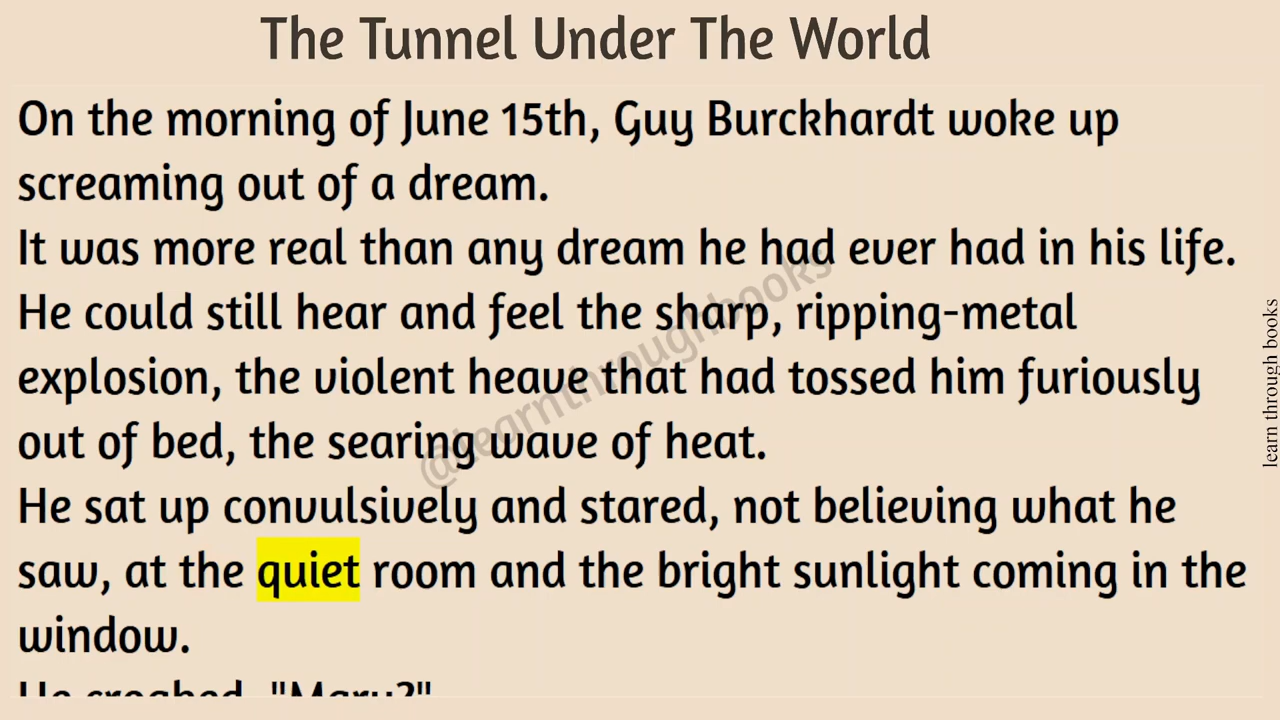 The Tunnel Under The World
On the morning of June 15th, Guy Burckhardt woke up
screaming out of a dream.
It was more real than any dream he had ever had in his life.
He could still hear and feel the sharp, ripping-metal
explosion, the violent heave that had tossed him furiously
out of bed, the searing wave of heat.
He sat up convulsively and stared, not believing what he
saw, at the quiet room and the bright sunlight coming in the
window.
He croaked, "Mary?"
@learnthroughbooks
learn through books